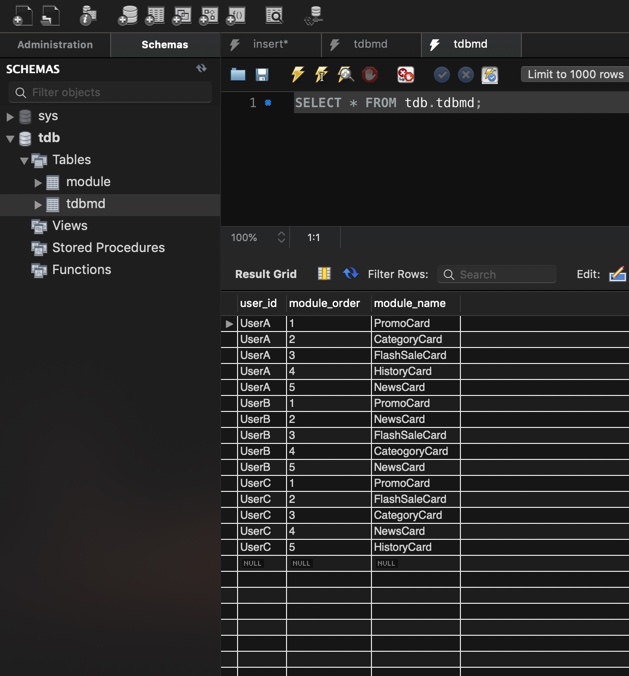 Administration Schemas insert* tdbmd tdbmd
SCHEMAS
Filter objects
sys
tdb
Tables
module
tdbmd
Views
Stored Procedures
Functions
Limit to 1000 rows
1 SELECT * FROM tdb.tdbmd;
100% 1:1
Result Grid Filter Rows: Search Edit:
user_id module_order module_name
UserA 1 PromoCard
UserA 2 CategoryCard
UserA 3 FlashSaleCard
UserA 4 HistoryCard
UserA 5 NewsCard
UserB 1 PromoCard
UserB 2 NewsCard
UserB 3 FlashSaleCard
UserB 4 CateogoryCard
UserB 5 NewsCard
UserC 1 PromoCard
UserC 2 FlashSaleCard
UserC 3 CategoryCard
UserC 4 NewsCard
UserC 5 HistoryCard
NULL NULL NULL